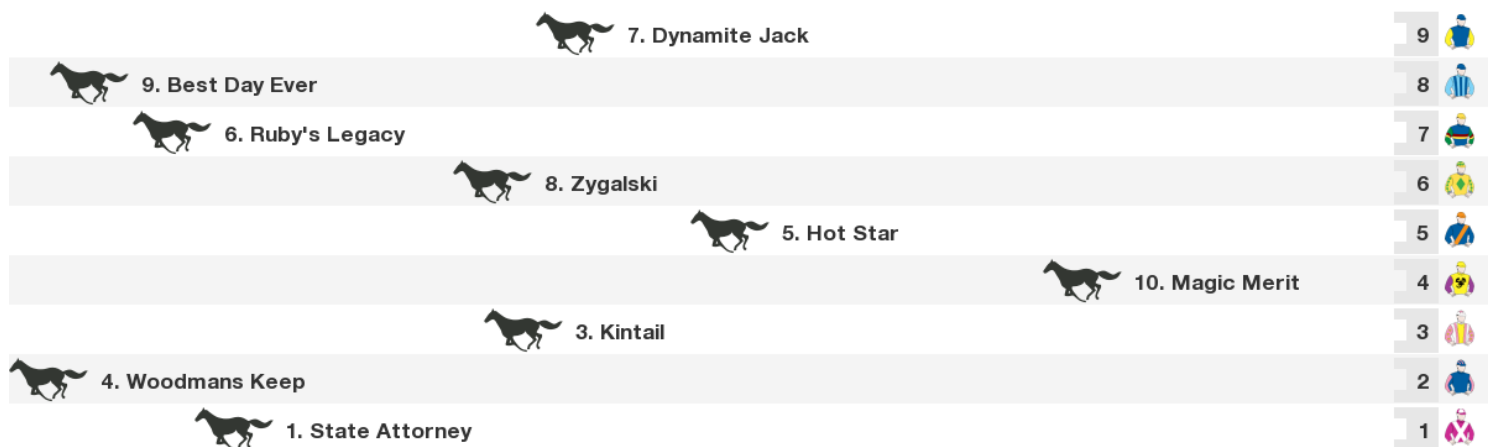 7. Dynamite Jack 9
9. Best Day Ever 8
6. Ruby's Legacy 7
8. Zygalski 6
5. Hot Star 5
10. Magic Merit 4
3. Kintail 3
4. Woodmans Keep 2
1. State Attorney 1